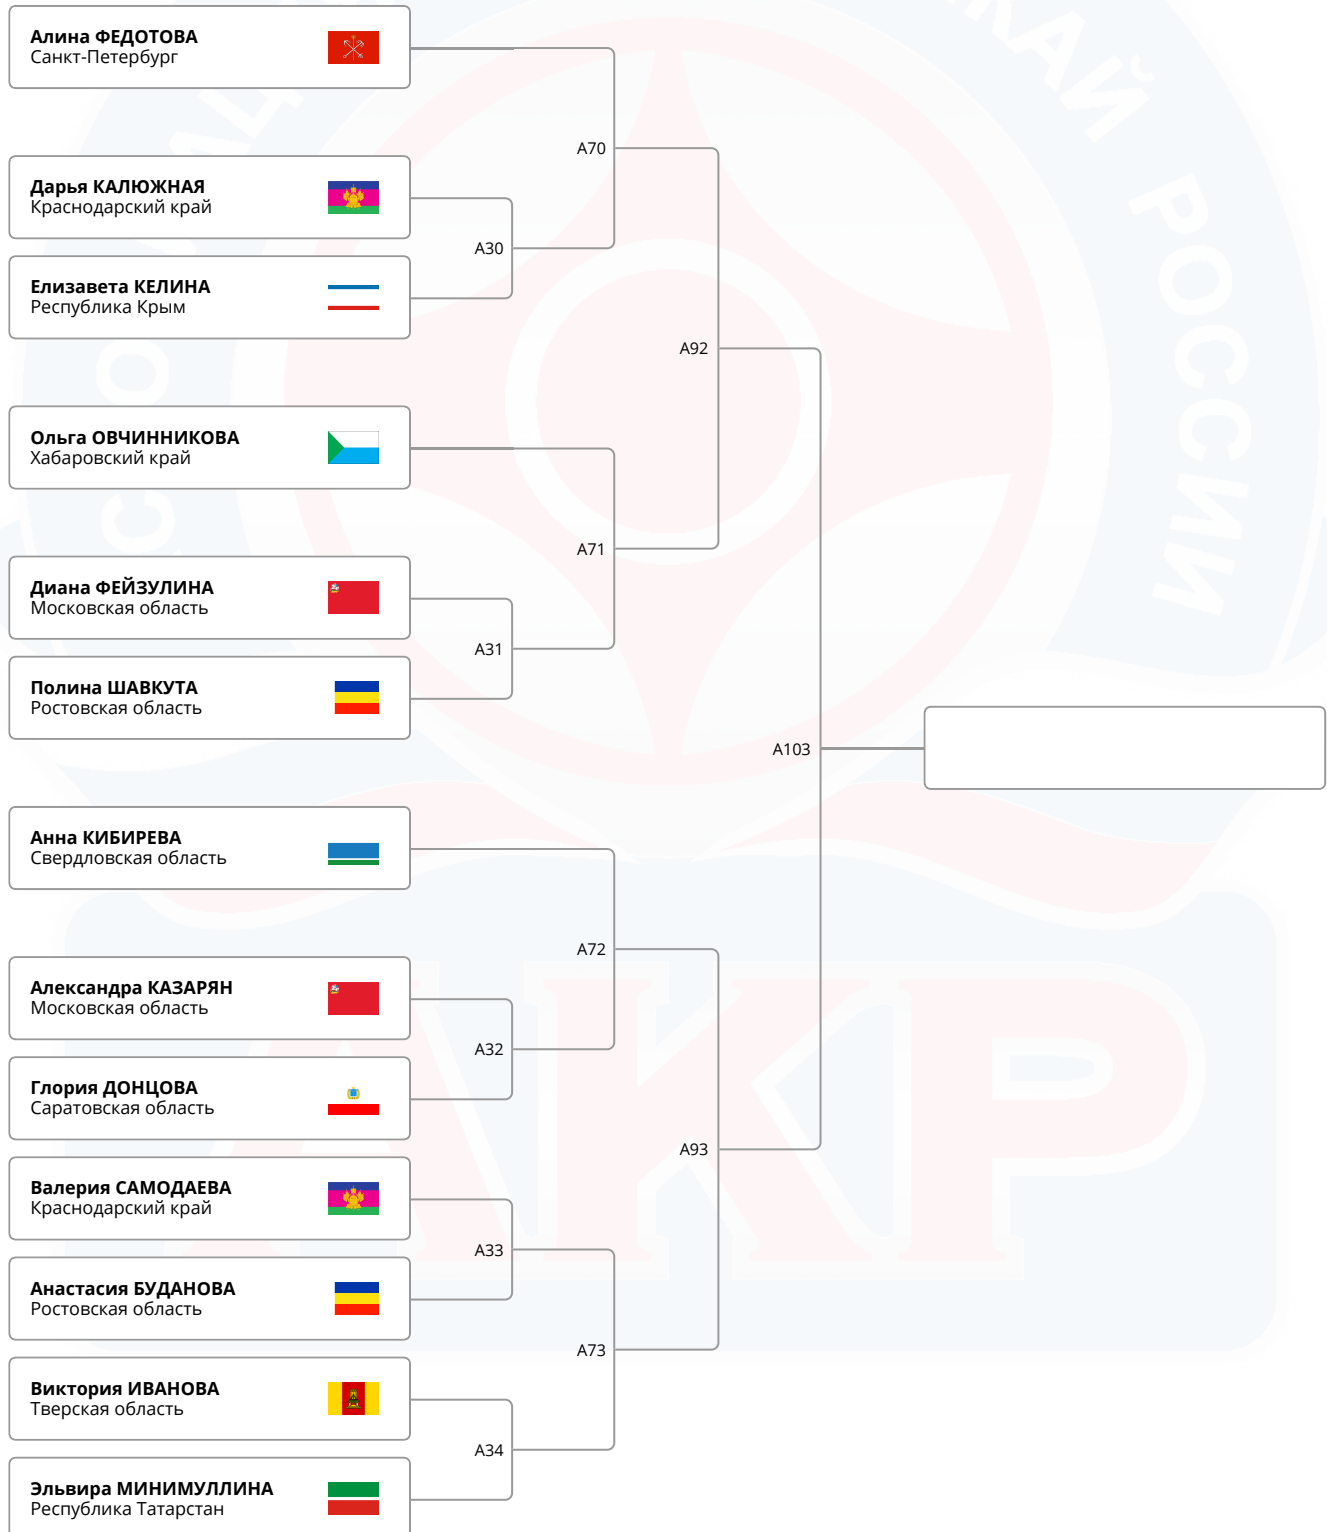 Алина ФЕДОТОВА
Санкт-Петербург
A70
Дарья КАЛЮЖНАЯ
Краснодарский край
A30
Елизавета КЕЛИНА
Республика Крым
A92
Ольга ОВЧИННИКОВА
Хабаровский край
A71
Диана ФЕЙЗУЛИНА
Московская область
A31
Полина ШАВКУТА
Ростовская область
A103
Анна КИБИРЕВА
Свердловская область
A72
Александра КАЗАРЯН
Московская область
A32
Глория ДОНЦОВА
Саратовская область
A93
Валерия САМОДАЕВА
Краснодарский край
A33
Анастасия БУДАНОВА
Ростовская область
A73
Виктория ИВАНОВА
Тверская область
A34
Эльвира МИНИМУЛЛИНА
Республика Татарстан
РОССИИ
АКР